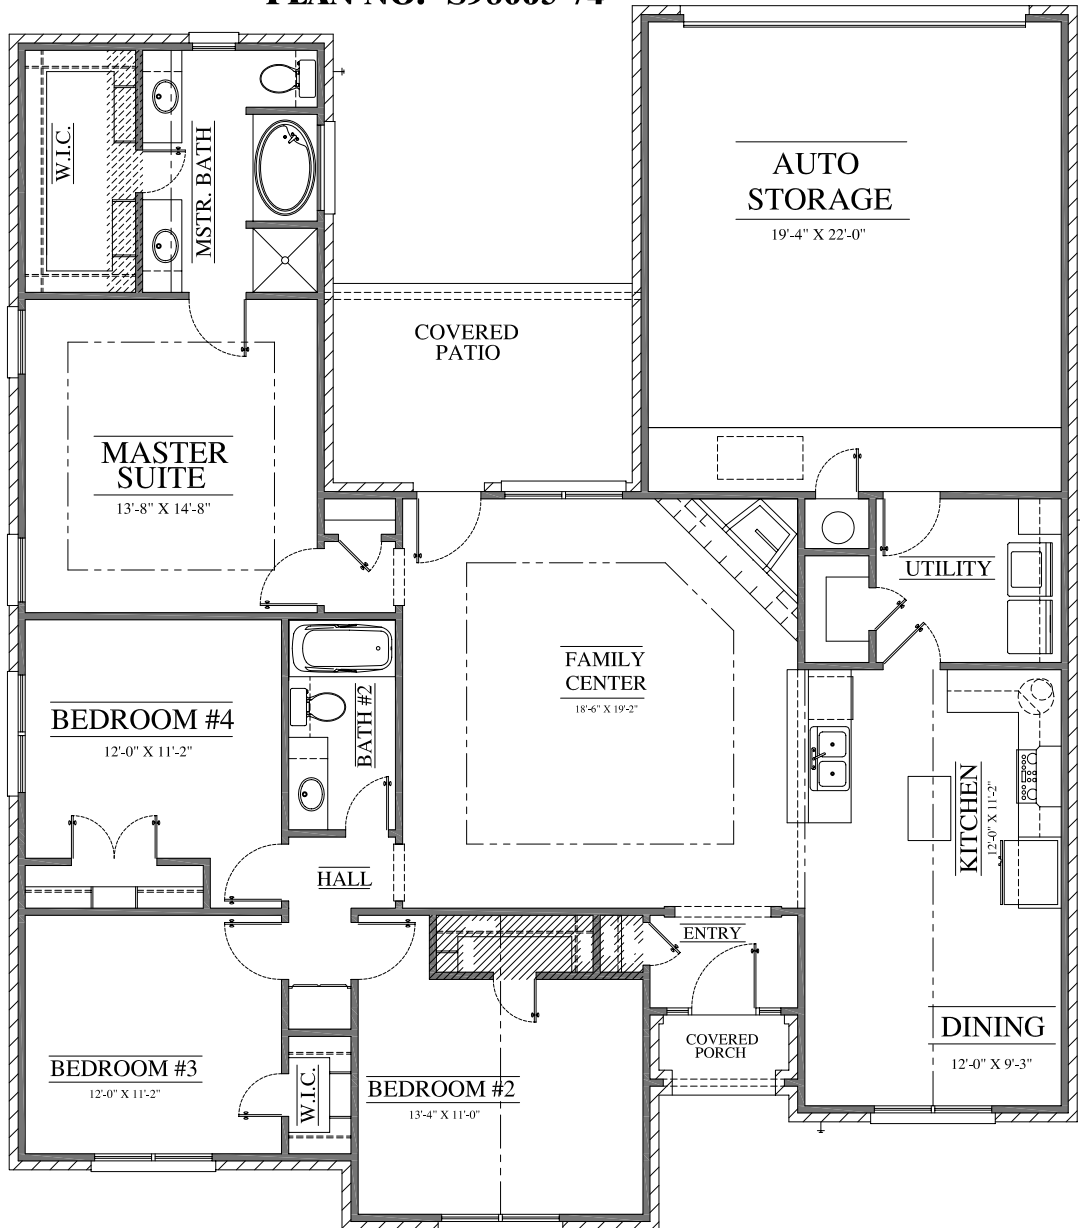 W.I.C.
MSTR. BATH
AUTO
STORAGE
19'-4" X 22'-0"
COVERED
PATIO
MASTER
SUITE
13'-8" X 14'-8"
UTILITY
FAMILY
CENTER
18'-6" X 19'-2"
BEDROOM #4
12'-0" X 11'-2"
BATH #2
KITCHEN
12'-0" X 11'-2"
HALL
ENTRY
COVERED
PORCH
DINING
12'-0" X 9'-3"
BEDROOM #3
12'-0" X 11'-2"
W.I.C.
BEDROOM #2
13'-4" X 11'-0"